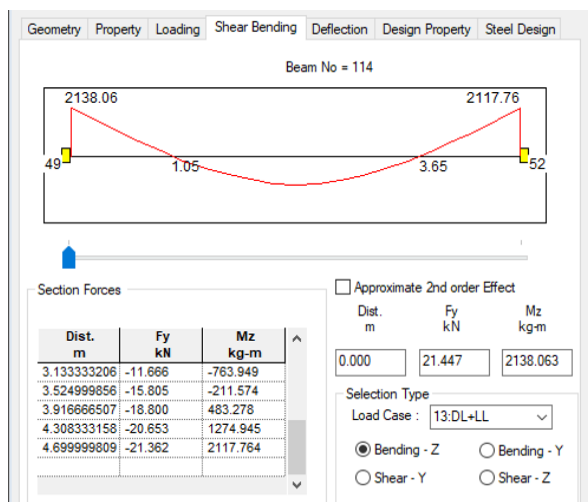 Geometry Property Loading Shear Bending Deflection Design Property Steel Design
Beam No = 114
2138.06 2117.76
49 1.05 3.65 52
Section Forces
Approximate 2nd order Effect
Dist. Fy Mz
m kN kg-m
0.000 21.447 2138.063
Dist. Fy Mz
m kN kg-m
3.133333206 -11.666 -763.949
3.524999856 -15.805 -211.574
3.916666507 -18.800 483.278
4.308333158 -20.653 1274.945
4.699999809 -21.362 2117.764
Selection Type
Load Case : 13:DL+LL
Bending - Z Bending - Y
Shear - Y Shear - Z